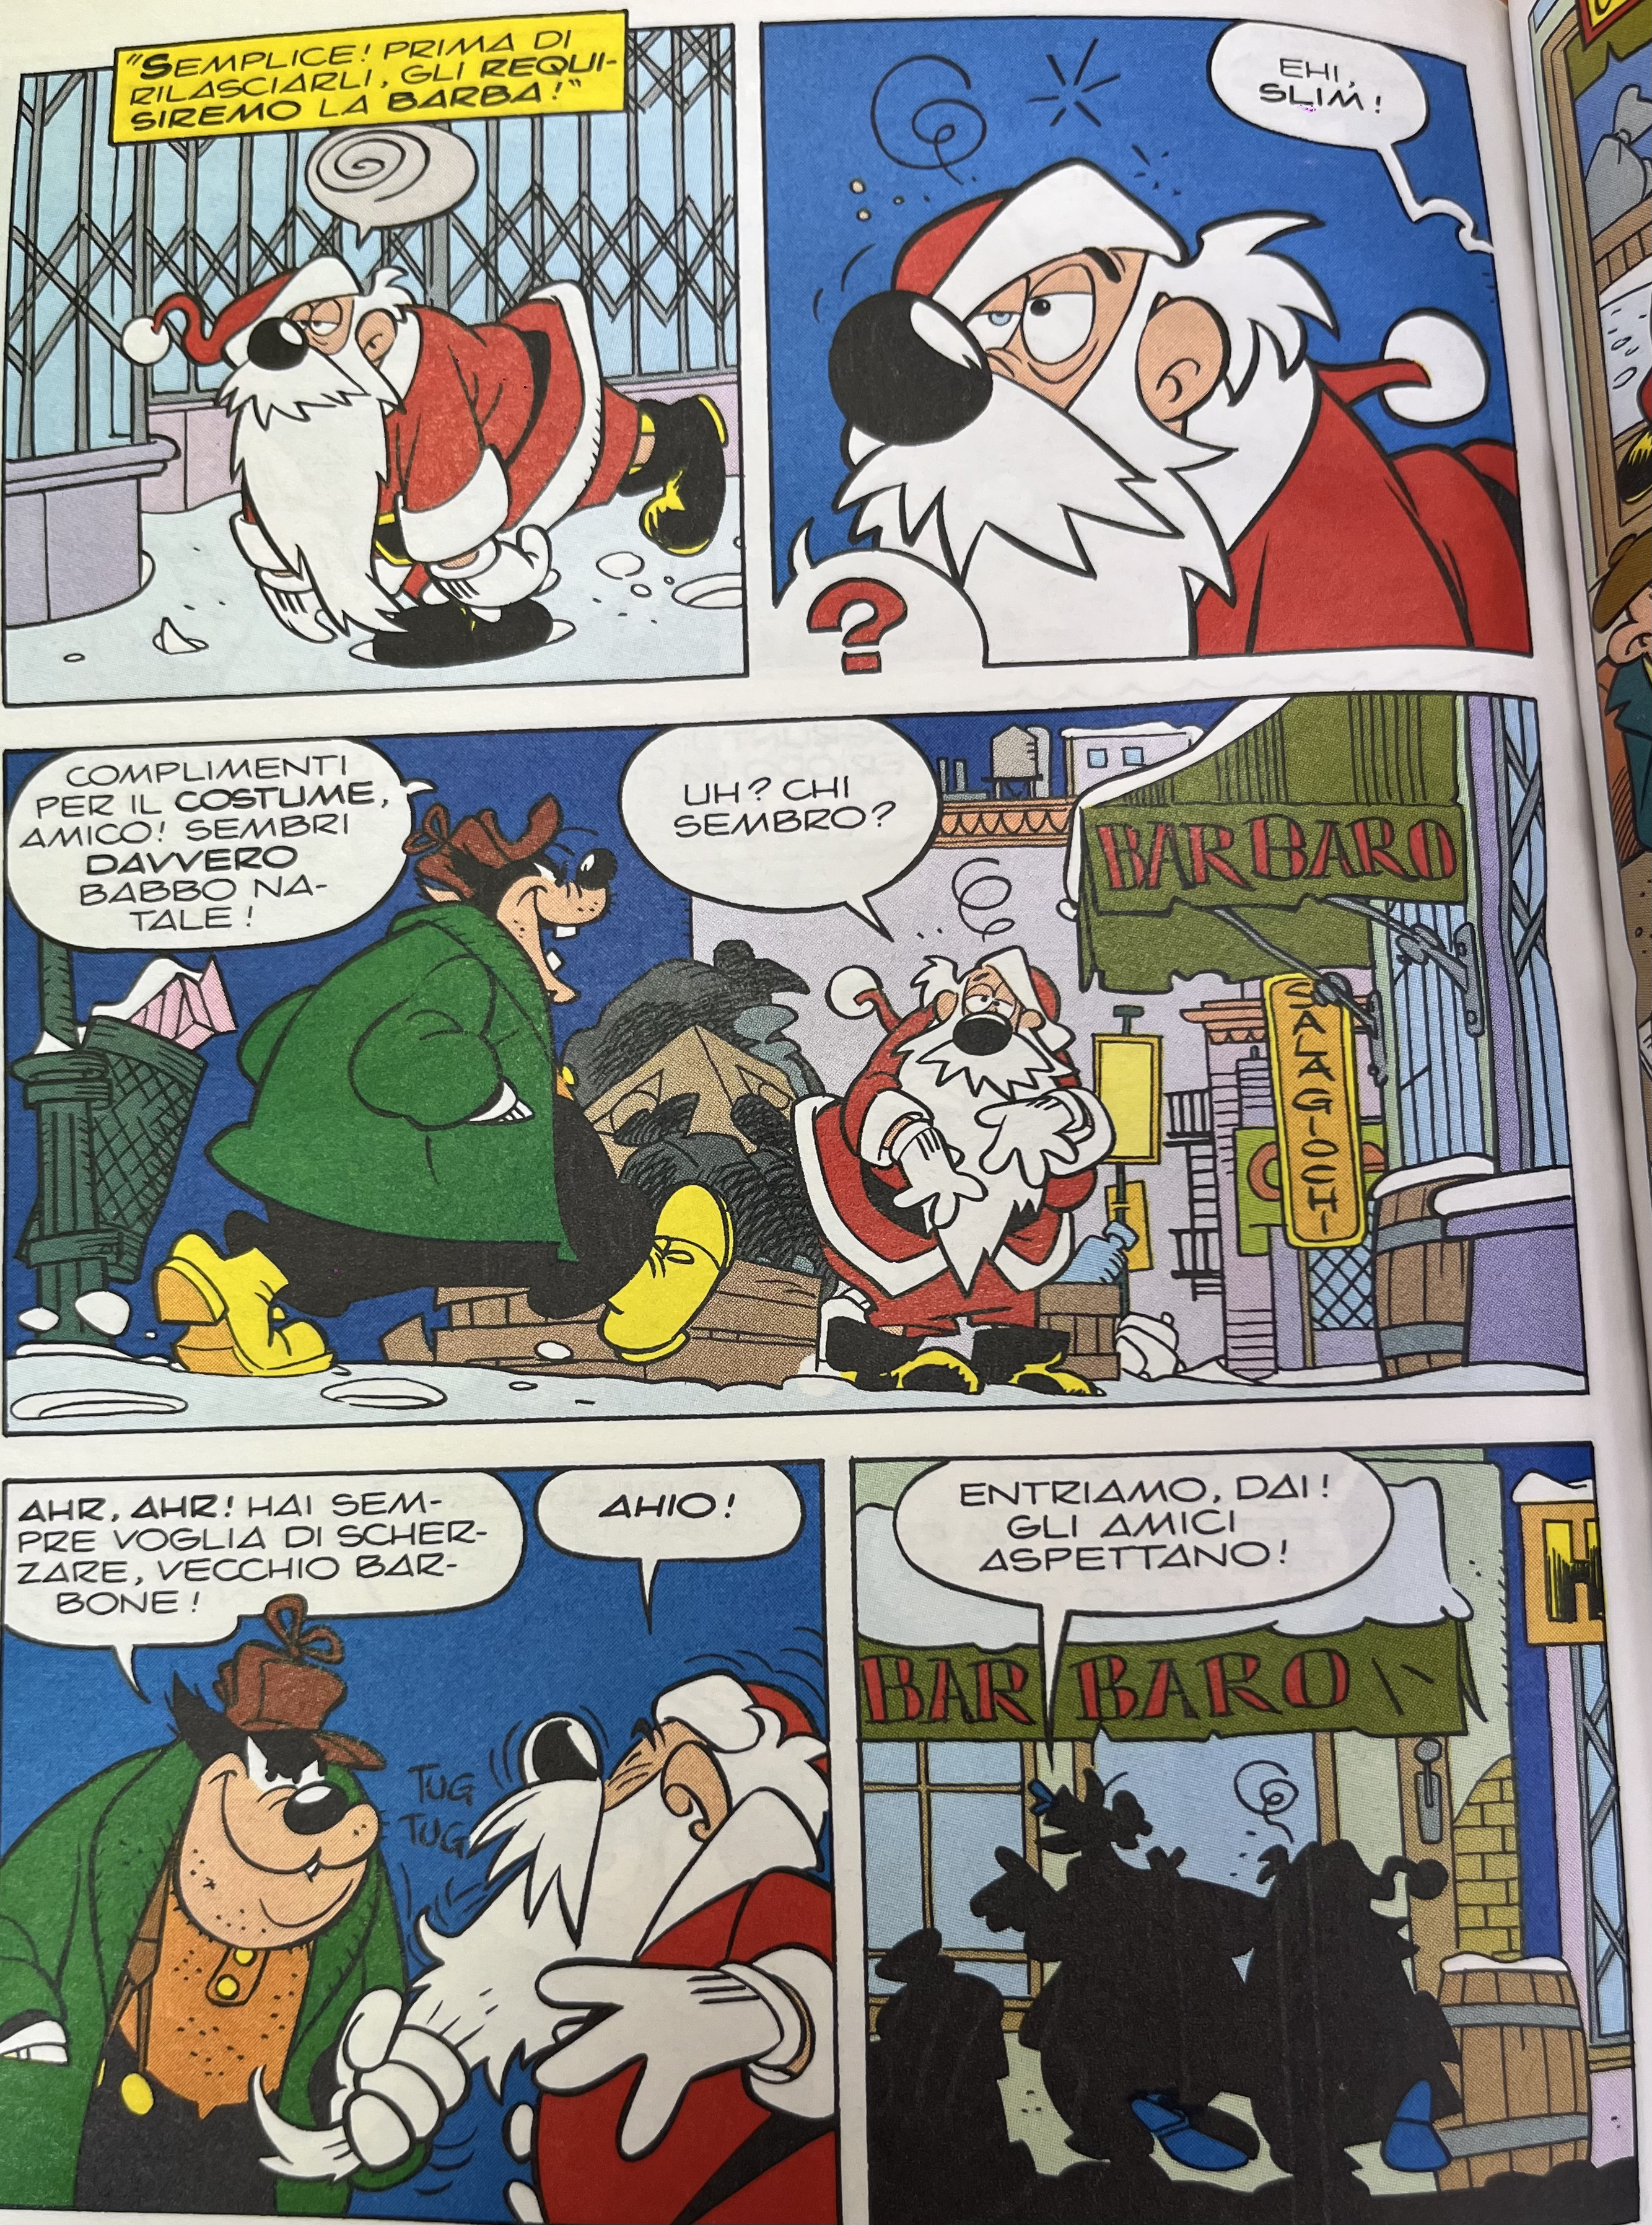 "SEMPLICE! PRIMA DI
RILASCIARLI, GLI REQUI-
SIREMO LA BARBA!"
EHI,
SLIM!
?
COMPLIMENTI
PER IL COSTUME,
AMICO! SEMBRI
DAVVERO
BABBO NA-
TALE!
UH? CHI
SEMBRO?
BAR BARO
SALAGIOCHI
AHR, AHR! HAI SEM-
PRE VOGLIA DI SCHER-
ZARE, VECCHIO BAR-
BONE!
AHIO!
TUG
TUG
ENTRIAMO, DAI!
GLI AMICI
ASPETTANO!
BAR BARO
H